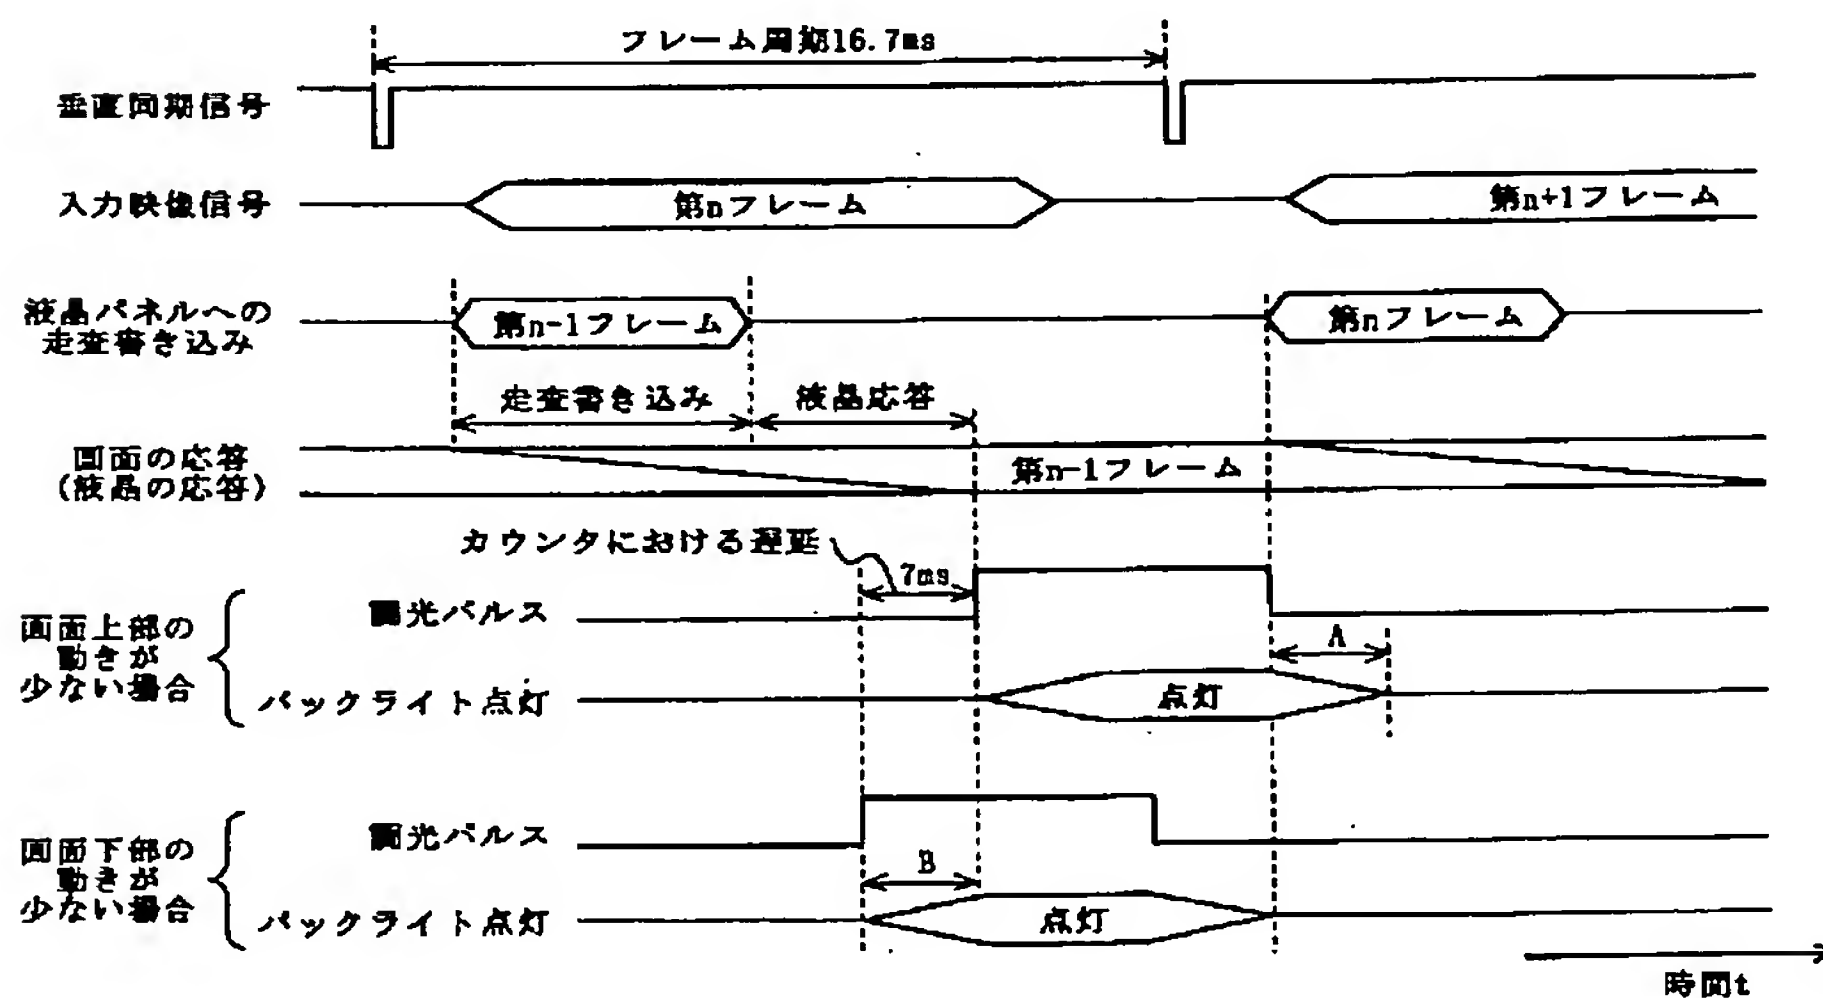 フレーム周期16.7ms
垂直同期信号
入力映像信号
第nフレーム
第n+1フレーム
液晶パネルへの
走査書き込み
第n-1フレーム
第nフレーム
走査書き込み
液晶応答
画面の応答
(液晶の応答)
第n-1フレーム
カウンタにおける遅延
7ms
画面上部の
動きが
少ない場合
調光パルス
A
バックライト点灯
点灯
画面下部の
動きが
少ない場合
調光パルス
B
バックライト点灯
点灯
時間t